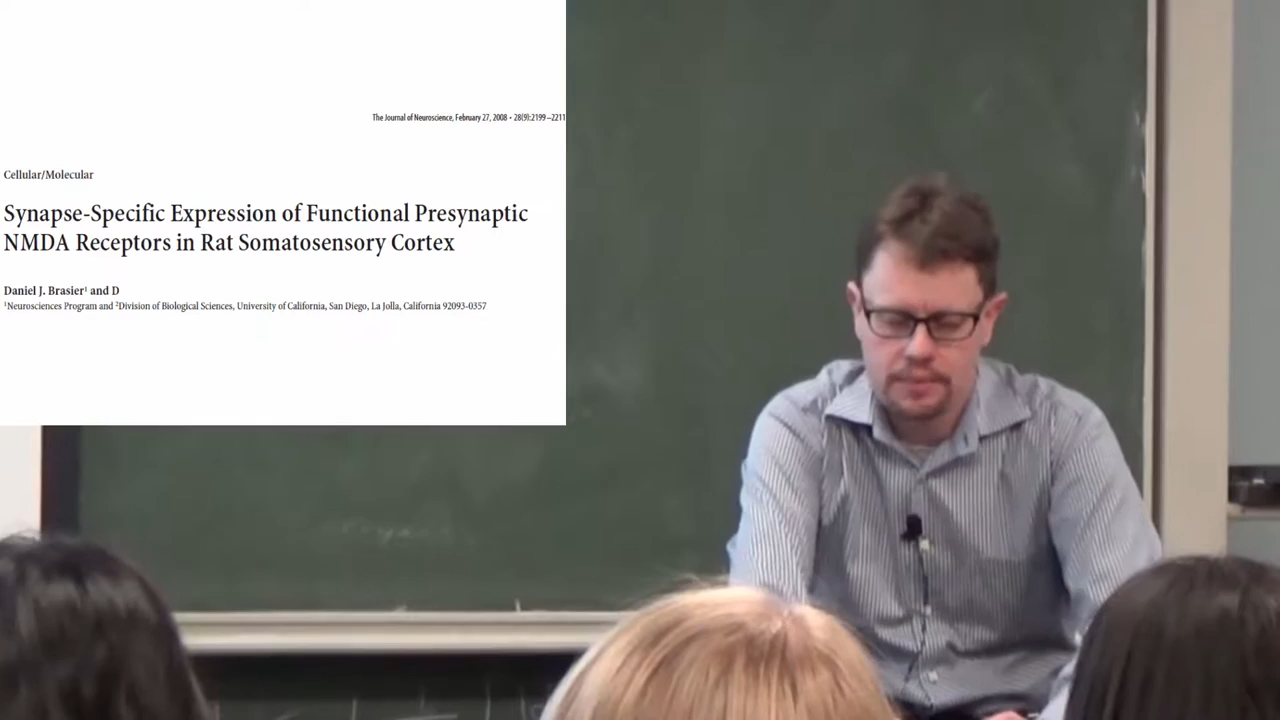 The Journal of Neuroscience, February 27, 2008 • 28(9):2199–2211
Cellular/Molecular
Synapse-Specific Expression of Functional Presynaptic
NMDA Receptors in Rat Somatosensory Cortex
Daniel J. Brasier¹ and D
¹Neurosciences Program and ²Division of Biological Sciences, University of California, San Diego, La Jolla, California 92093-0357